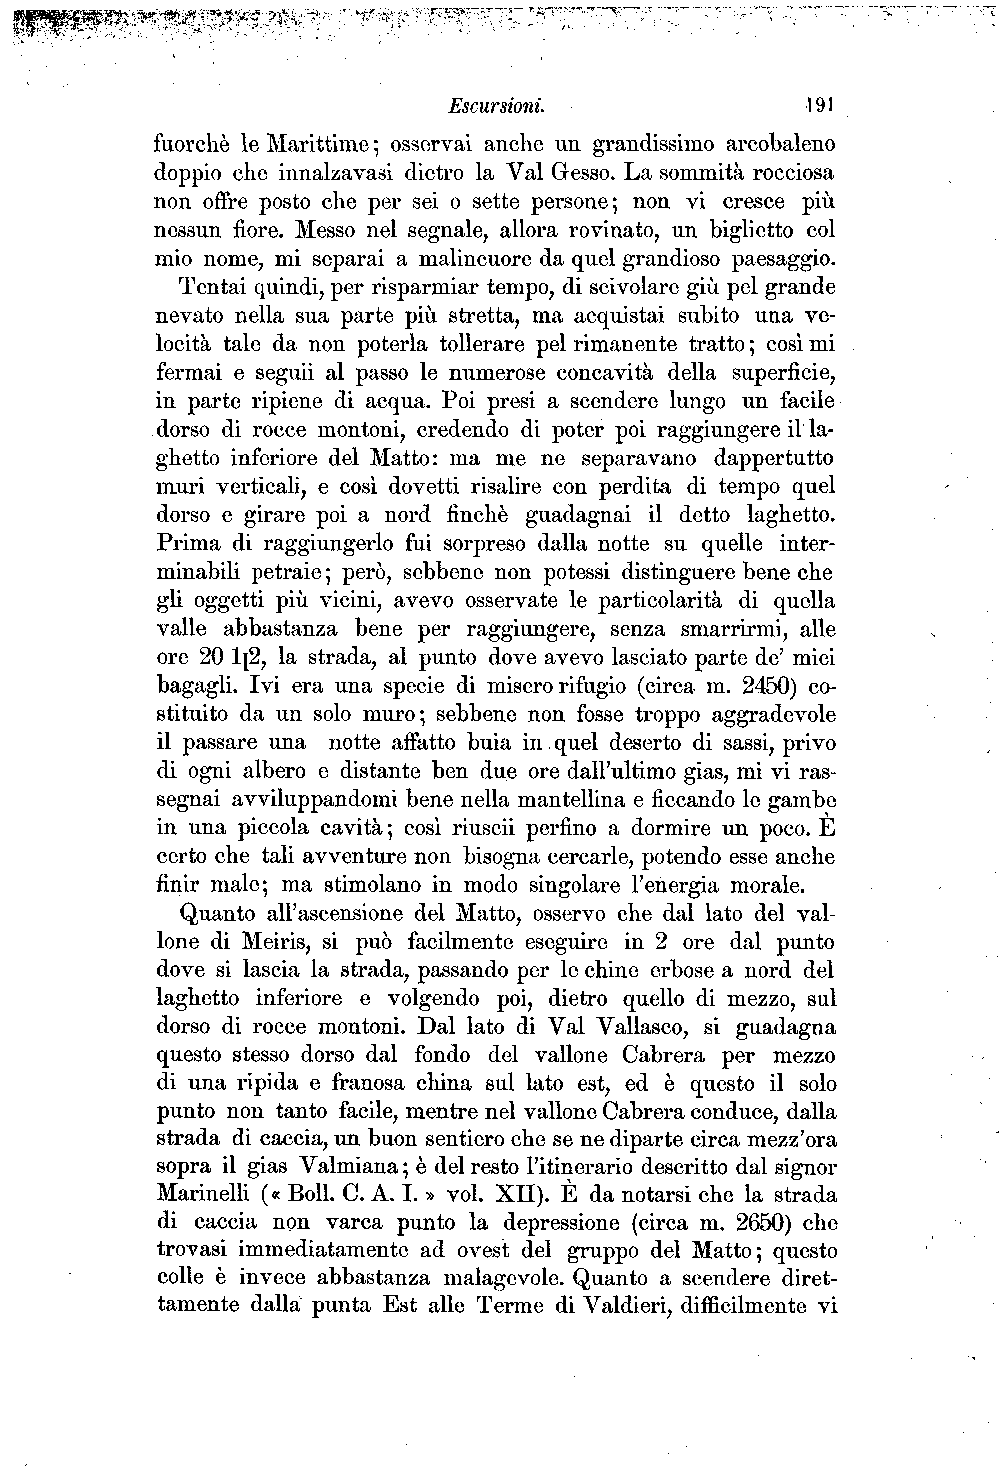 Escursioni. 191
fuorchè le Marittime; osservai anche un grandissimo arcobaleno
doppio che innalzavasi dietro la Val Gesso. La sommità rocciosa
non offre posto che per sei o sette persone; non vi cresce più
nessun fiore. Messo nel segnale, allora rovinato, un biglietto col
mio nome, mi separai a malincuore da quel grandioso paesaggio.
Tentai quindi, per risparmiar tempo, di scivolare giù pel grande
nevato nella sua parte più stretta, ma acquistai subito una ve-
locità tale da non poterla tollerare pel rimanente tratto; così mi
fermai e seguii al passo le numerose concavità della superficie,
in parte ripiene di acqua. Poi presi a scendere lungo un facile
dorso di rocce montoni, credendo di poter poi raggiungere il la-
ghetto inferiore del Matto: ma me ne separavano dappertutto
muri verticali, e così dovetti risalire con perdita di tempo quel
dorso e girare poi a nord finchè guadagnai il detto laghetto.
Prima di raggiungerlo fui sorpreso dalla notte su quelle inter-
minabili petraie; però, sebbene non potessi distinguere bene che
gli oggetti più vicini, avevo osservate le particolarità di quella
valle abbastanza bene per raggiungere, senza smarrirmi, alle
ore 20 1|2, la strada, al punto dove avevo lasciato parte de' miei
bagagli. Ivi era una specie di misero rifugio (circa m. 2450) co-
stituito da un solo muro; sebbene non fosse troppo aggradevole
il passare una notte affatto buia in quel deserto di sassi, privo
di ogni albero e distante ben due ore dall'ultimo gias, mi vi ras-
segnai avviluppandomi bene nella mantellina e ficcando le gambe
in una piccola cavità; così riuscii perfino a dormire un poco. È
certo che tali avventure non bisogna cercarle, potendo esse anche
finir male; ma stimolano in modo singolare l'energia morale.
Quanto all'ascensione del Matto, osservo che dal lato del val-
lone di Meiris, si può facilmente eseguire in 2 ore dal punto
dove si lascia la strada, passando per le chine erbose a nord del
laghetto inferiore e volgendo poi, dietro quello di mezzo, sul
dorso di rocce montoni. Dal lato di Val Vallasco, si guadagna
questo stesso dorso dal fondo del vallone Cabrera per mezzo
di una ripida e franosa china sul lato est, ed è questo il solo
punto non tanto facile, mentre nel vallone Cabrera conduce, dalla
strada di caccia, un buon sentiero che se ne diparte circa mezz'ora
sopra il gias Valmiana; è del resto l'itinerario descritto dal signor
Marinelli (« Boll. C. A. I. » vol. XII). È da notarsi che la strada
di caccia non varca punto la depressione (circa m. 2650) che
trovasi immediatamente ad ovest del gruppo del Matto; questo
colle è invece abbastanza malagevole. Quanto a scendere diret-
tamente dalla punta Est alle Terme di Valdieri, difficilmente vi